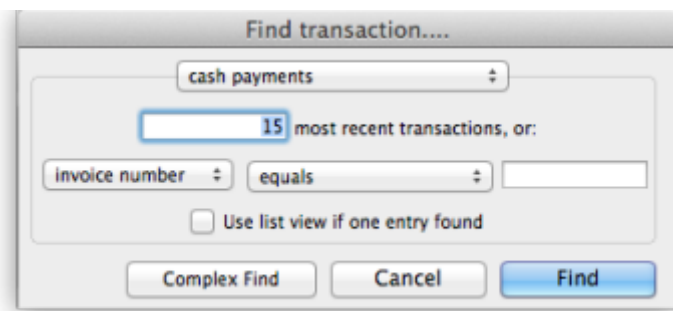 Find transaction....
cash payments
15 most recent transactions, or:
invoice number equals
Use list view if one entry found
Complex Find Cancel Find